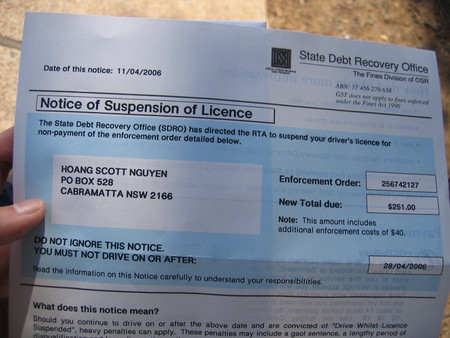 State Debt Recovery Office
The Fines Division of OSR
ABN: 77 456 270 638
GST does not apply to fines enforced
under the Fines Act 1996
Date of this notice: 11/04/2006
Notice of Suspension of Licence
The State Debt Recovery Office (SDRO) has directed the RTA to suspend your driver's licence for
non-payment of the enforcement order detailed below.
HOANG SCOTT NGUYEN
PO BOX 528
CABRAMATTA NSW 2166
Enforcement Order: 256742127
New Total due: $251.00
Note: This amount includes
additional enforcement costs of $40.
DO NOT IGNORE THIS NOTICE.
YOU MUST NOT DRIVE ON OR AFTER: 28/04/2006
Read the information on this Notice carefully to understand your responsibilities.
What does this notice mean?
Should you continue to drive on or after the above date and are convicted of "Drive Whilst Licence
Suspended", heavy penalties can apply. These penalties may include a gaol sentence, a lengthy period of